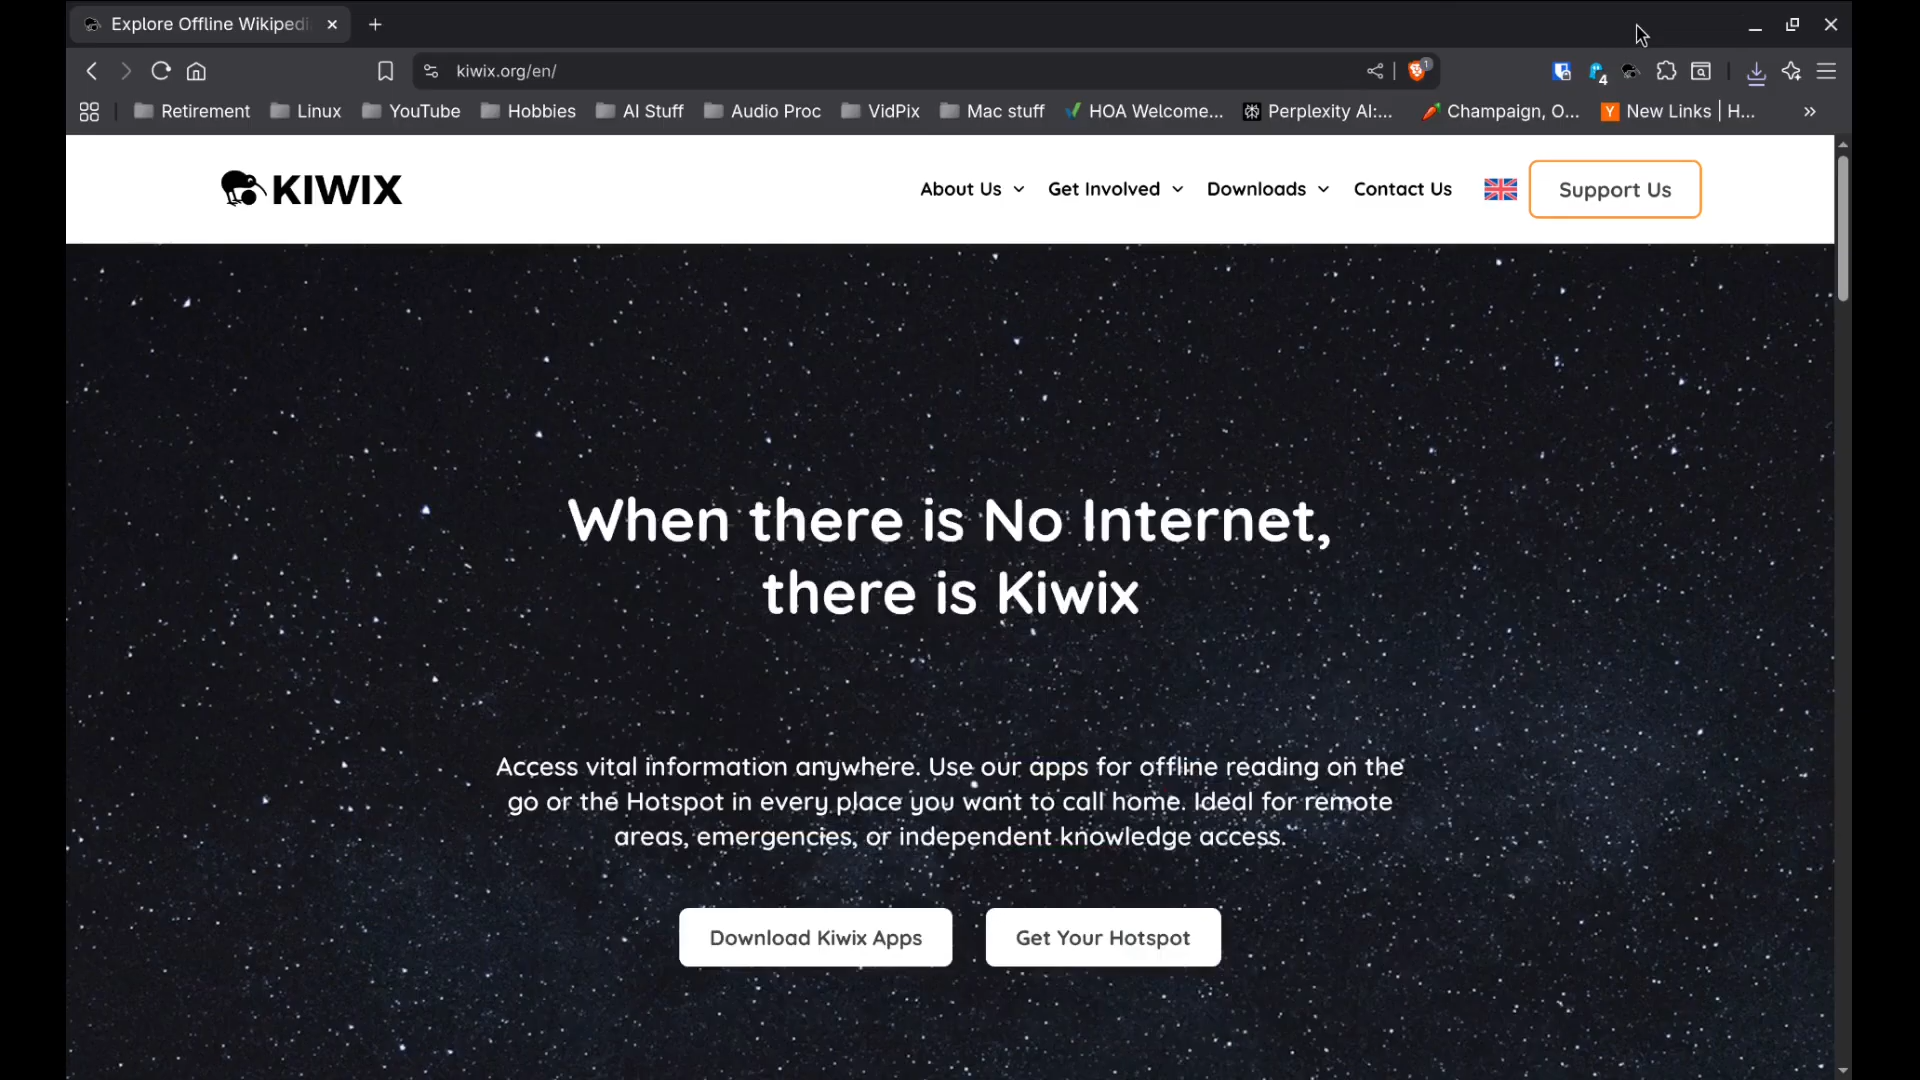 Explore Offline Wikipedi
kiwix.org/en/
1
4
Retirement
Linux
YouTube
Hobbies
AI Stuff
Audio Proc
VidPix
Mac stuff
HOA Welcome...
Perplexity AI:...
Champaign, O...
Y New Links | H...
KIWIX
About Us
Get Involved
Downloads
Contact Us
Support Us
When there is No Internet,
there is Kiwix
Access vital information anywhere. Use our apps for offline reading on the
go or the Hotspot in every place you want to call home. Ideal for remote
areas, emergencies, or independent knowledge access.
Download Kiwix Apps
Get Your Hotspot